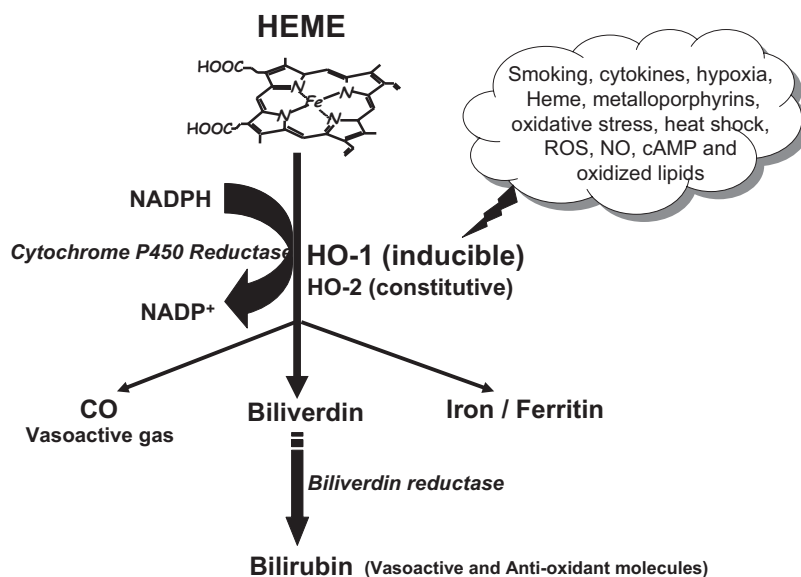 HEME
HOOC
HOOC
N
N
Fe
N
N
Smoking, cytokines, hypoxia,
Heme, metalloporphyrins,
oxidative stress, heat shock,
ROS, NO, cAMP and
oxidized lipids
NADPH
Cytochrome P450 Reductase
HO-1 (inducible)
HO-2 (constitutive)
NADP⁺
CO
Vasoactive gas
Biliverdin
Iron / Ferritin
Biliverdin reductase
Bilirubin (Vasoactive and Anti-oxidant molecules)